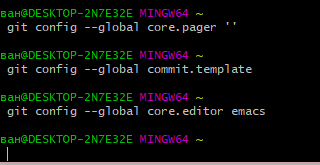 ван@DESKTOP-2N7E32E MINGW64 ~
git config --global core.pager ''
ван@DESKTOP-2N7E32E MINGW64 ~
git config --global commit.template
ван@DESKTOP-2N7E32E MINGW64 ~
git config --global core.editor emacs
ван@DESKTOP-2N7E32E MINGW64 ~